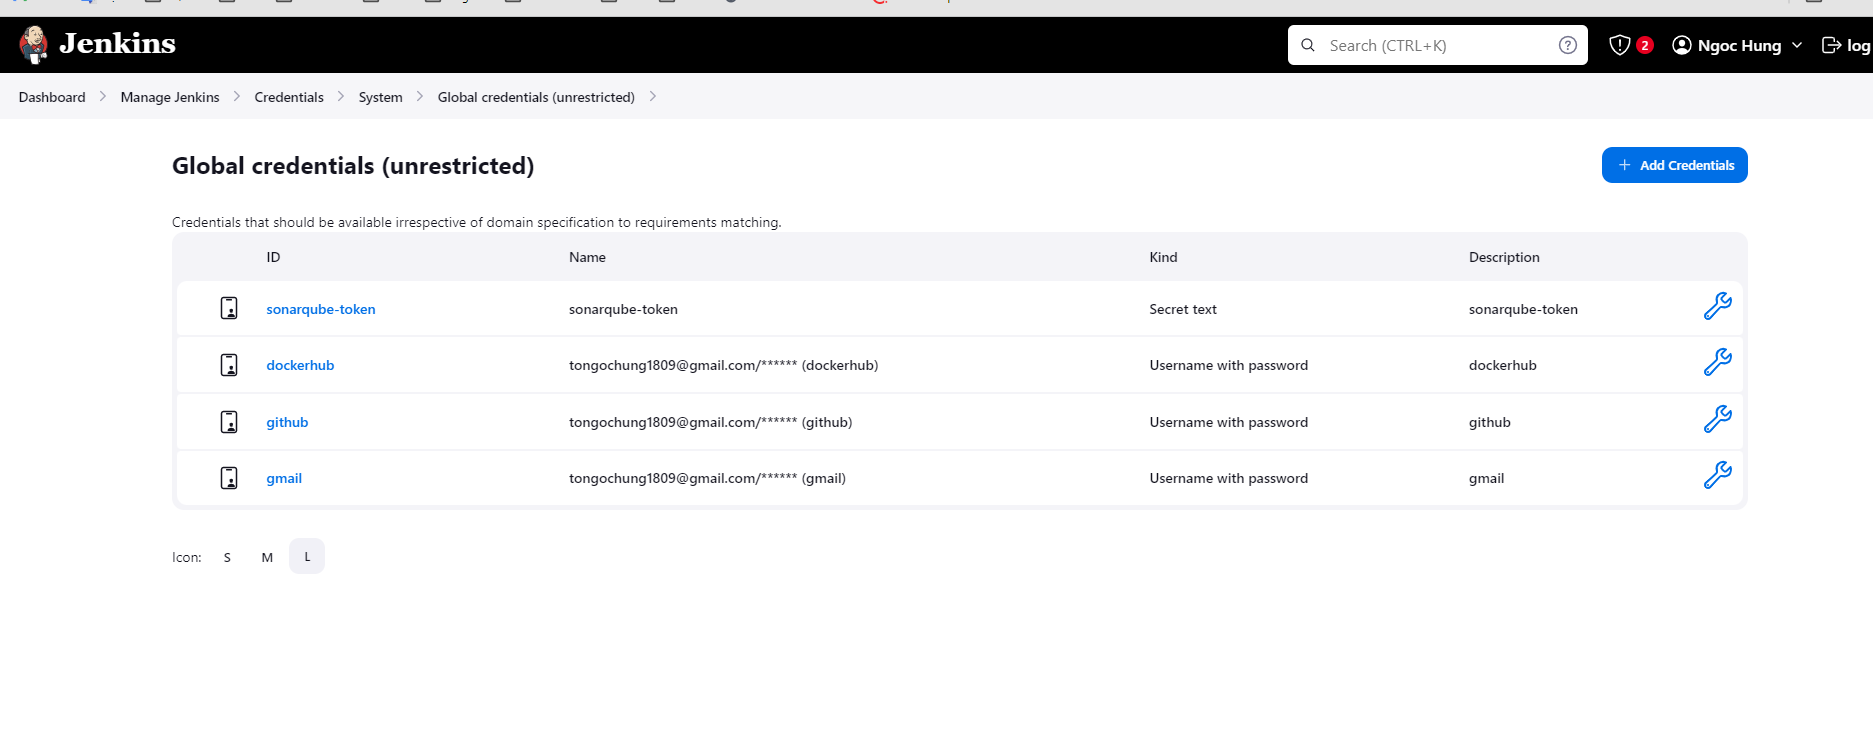 Jenkins
Search (CTRL+K)
2
Ngoc Hung
log
Dashboard
Manage Jenkins
Credentials
System
Global credentials (unrestricted)
Global credentials (unrestricted)
Add Credentials
Credentials that should be available irrespective of domain specification to requirements matching.
ID Name Kind Description
sonarqube-token sonarqube-token Secret text sonarqube-token
dockerhub tongochung1809@gmail.com/****** (dockerhub) Username with password dockerhub
github tongochung1809@gmail.com/****** (github) Username with password github
gmail tongochung1809@gmail.com/****** (gmail) Username with password gmail
Icon: S M L